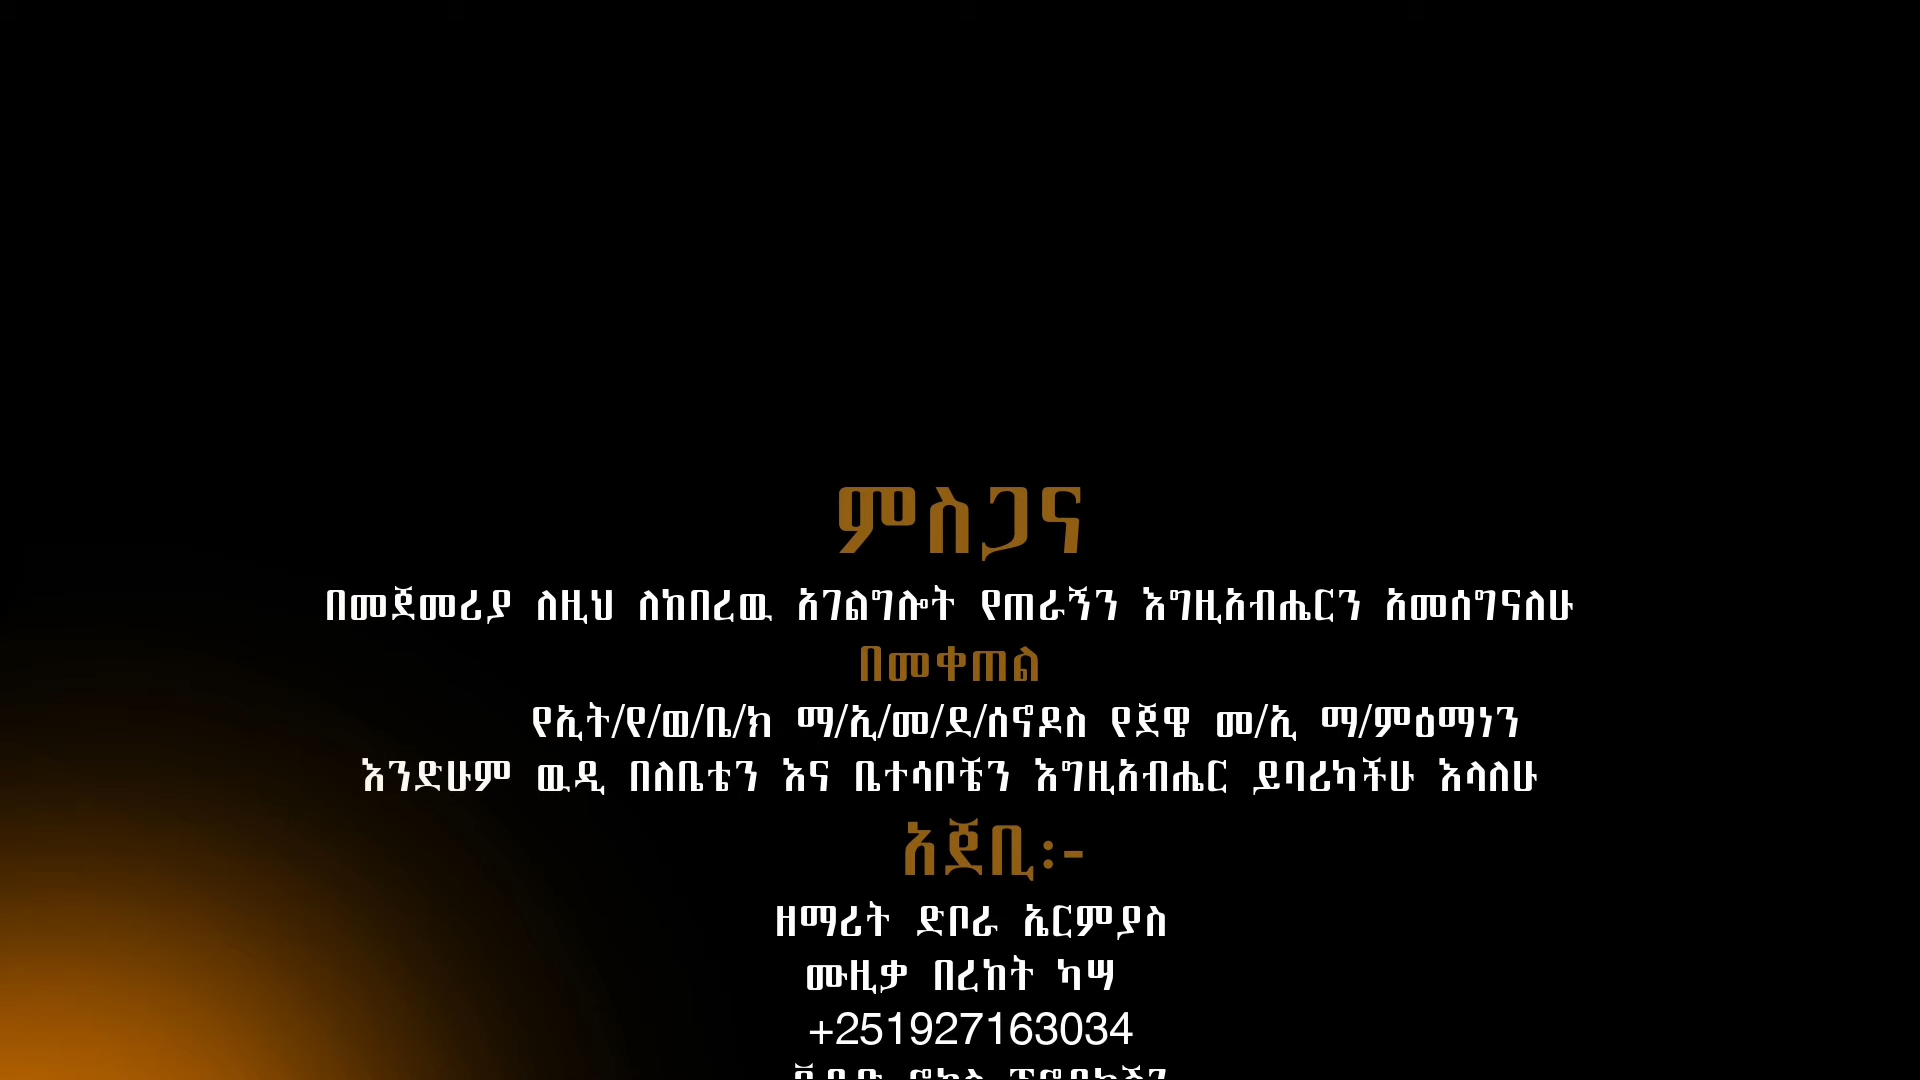 ምስጋና
በመጀመሪያ ለዚህ ለከበረዉ አገልግሎት የጠራኝን እግዚአብሔርን አመሰግናለሁ
በመቀጠል
የኢት/የ/ወ/ቤ/ክ ማ/ኢ/መ/ደ/ሰኖዶስ የጀዌ መ/ኢ ማ/ምዕማነን
እንድሁም ዉዲ በለቤቴን እና ቤተሳቦቼን እግዚአብሔር ይባሪካችሁ እላለሁ
አጀቢ፡-
ዘማሪት ድቦራ ኤርምያስ
ሙዚቃ በረከት ካሣ
+251927163034